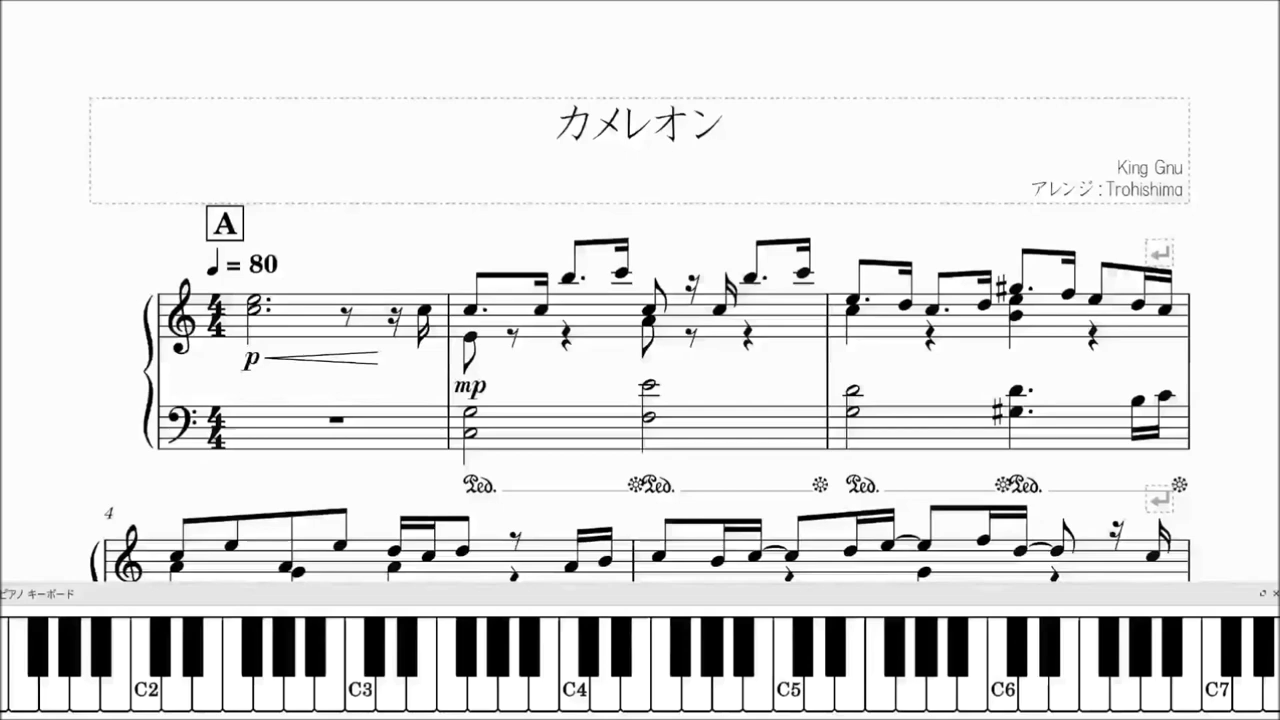 カメレオン
King Gnu
アレンジ : Trohishima
A
♩ = 80
p
mp
Ped. Ped. Ped. Ped.
4
ピアノ キーボード
C2 C3 C4 C5 C6 C7